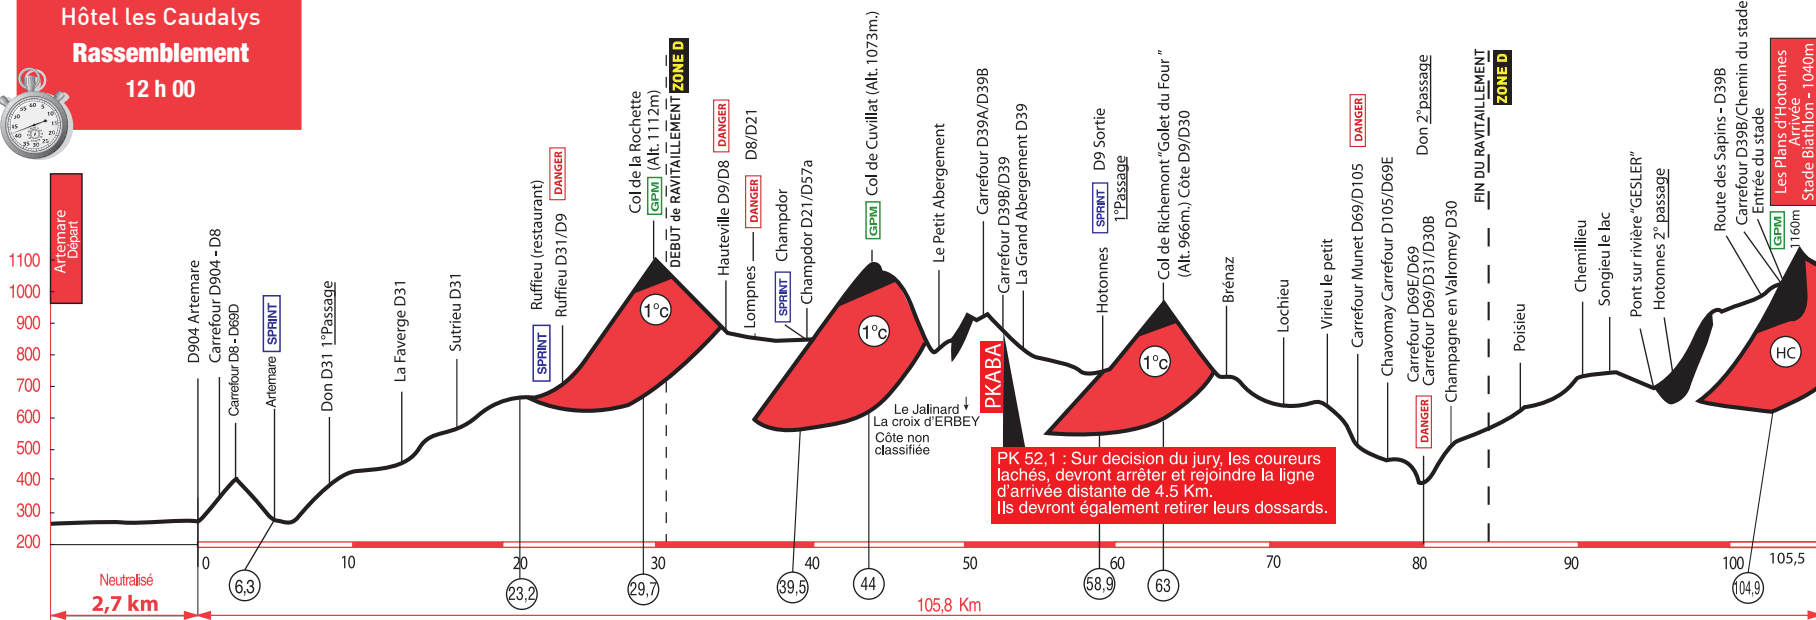 Hôtel les Caudalys
Rassemblement
12 h 00
Artemare
Départ
D904 Artemare
Carrefour D904 - D8
Carrefour D8 - D69D
Artemare
SPRINT
Don D31 1°Passage
La Faverge D31
Sutrieu D31
SPRINT
Ruffieu (restaurant)
Ruffieu D31/D9
DANGER
Col de la Rochette
GPM
(Alt. 1112m)
DEBUT de RAVITAILLEMENT
ZONE D
Hauteville D9/D8
DANGER
Lompnes
DANGER
D8/D21
SPRINT
Champdor
Champdor D21/D57a
GPM
Col de Cuvillat (Alt. 1073m.)
Le Petit Abergement
Carrefour D39A/D39B
Carrefour D39B/D39
La Grand Abergement D39
Hotonnes
SPRINT
D9 Sortie
1°Passage
Col de Richemont "Golet du Four"
(Alt.966m.) Côte D9/D30
Brénaz
Lochieu
Virieu le petit
Carrefour Munet D69/D105
DANGER
Chavonnay Carrefour D105/D69E
Carrefour D69E/D69
Carrefour D69/D31/D30B
DANGER
Don 2°passage
Champagne en Valromey D30
FIN DU RAVITAILLEMENT
ZONE D
Poisieu
Chemillieu
Songieu le lac
Pont sur rivière "GESLER"
Hotonnes 2° passage
Route des Sapins - D39B
Carrefour D39B/Chemin du stade
Entrée du stade
GPM
1160m
Les Plans d'Hotonnes
Arrivée
Stade Biathlon - 1040m
1100
1000
900
800
700
600
500
400
300
200
1°c
1°c
1°c
HC
Le Jalinard
La croix d'ERBEY
Côte non
classifiée
PKABA
PK 52,1 : Sur decision du jury, les coureurs
lachés, devront arrêter et rejoindre la ligne
d'arrivée distante de 4.5 Km.
Ils devront également retirer leurs dossards.
0 10 20 30 40 50 60 70 80 90 100 105,5
6,3 23,2 29,7 39,5 44 58,9 63 104,9
Neutralisé
2,7 km
105,8 Km